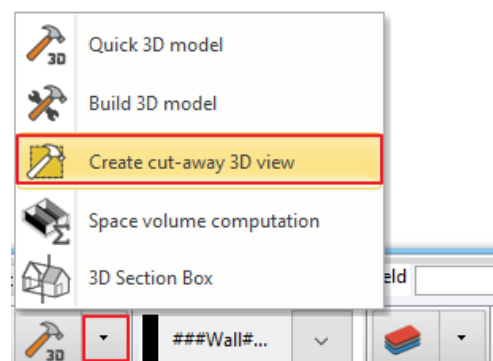 3D
Quick 3D model
Build 3D model
Create cut-away 3D view
Space volume computation
3D Section Box
eld
3D
###Wall#...